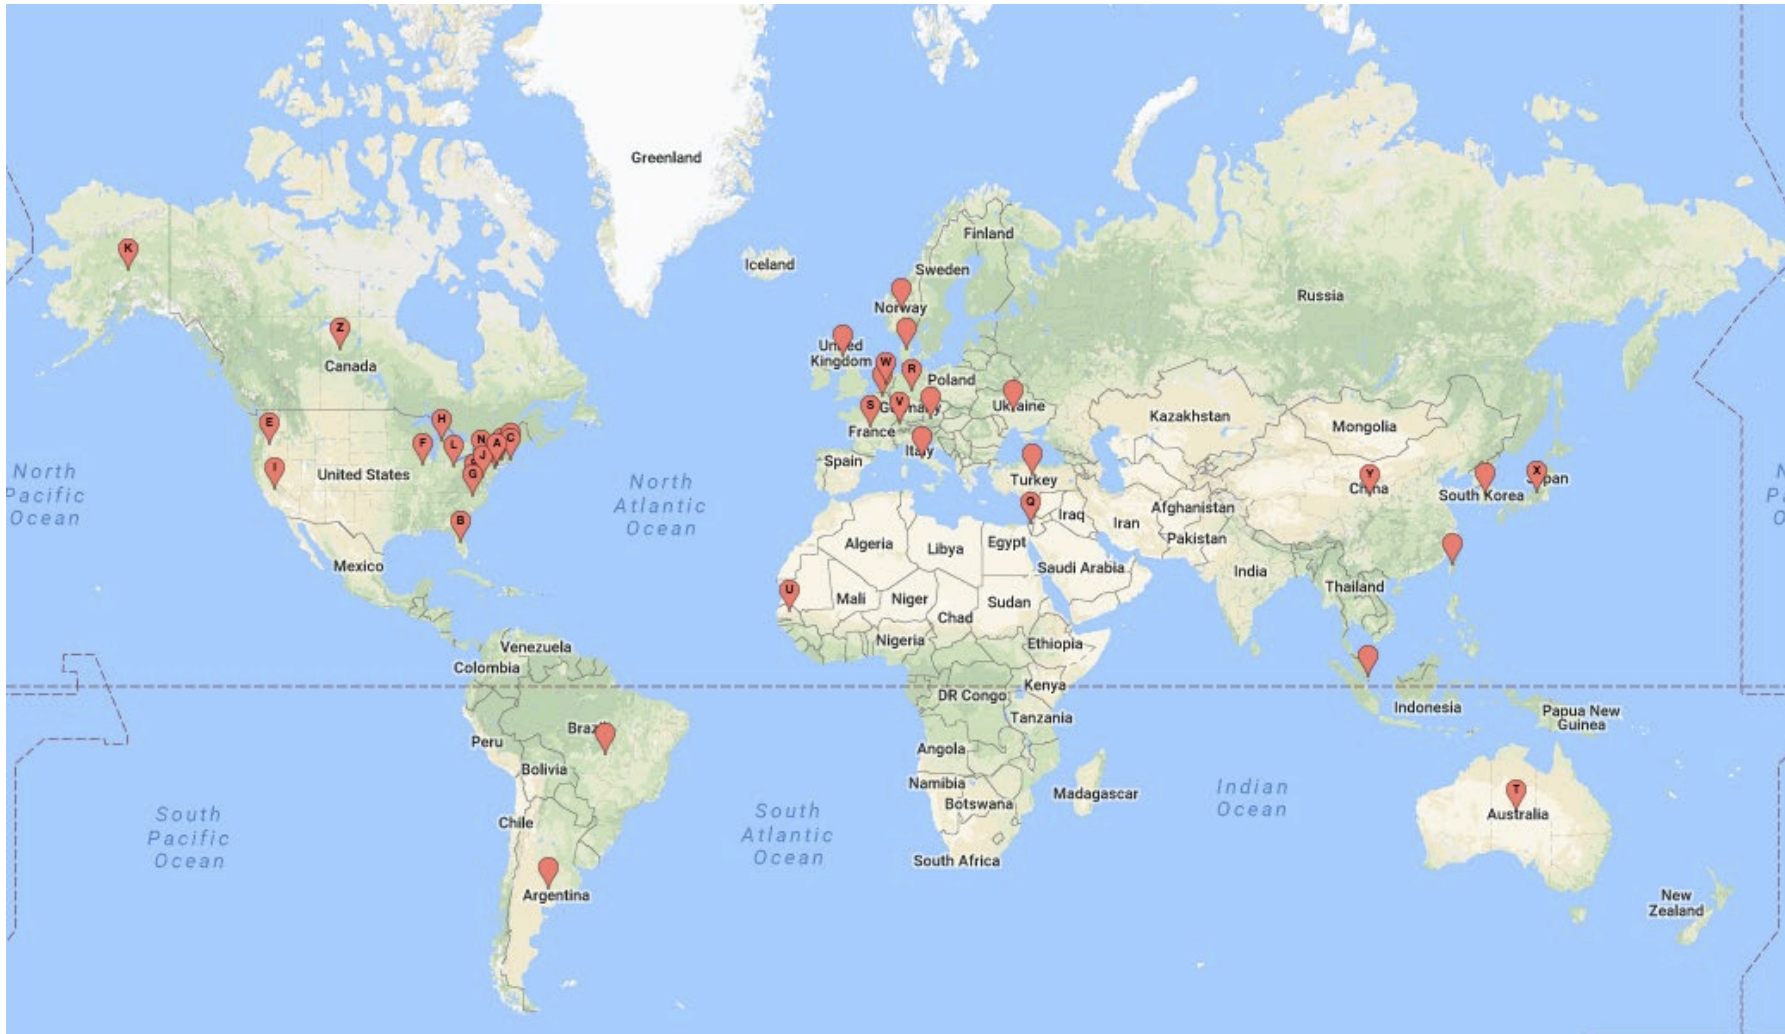 Greenland
Finland
Iceland
Sweden
K
Russia
Norway
Z
United
Kingdom
W
Canada
R
Poland
V
S
Germany
Ukraine
H
E
France
Kazakhstan
Mongolia
N
A
C
F
L
J
Italy
Spain
I
United States
G
Turkey
Y
China
X
South Korea
Japan
North
Pacific
Ocean
North
Atlantic
Ocean
Q
Iraq
Iran
Afghanistan
Pakistan
B
Algeria
Libya
Egypt
Saudi Arabia
India
Mexico
Thailand
U
Mali
Niger
Chad
Sudan
Nigeria
Ethiopia
Venezuela
Colombia
DR Congo
Kenya
Tanzania
Indonesia
Papua New
Guinea
Peru
Angola
Bolivia
Namibia
Botswana
Madagascar
Indian
Ocean
T
Australia
South
Pacific
Ocean
Chile
South
Atlantic
Ocean
South Africa
Argentina
New
Zealand